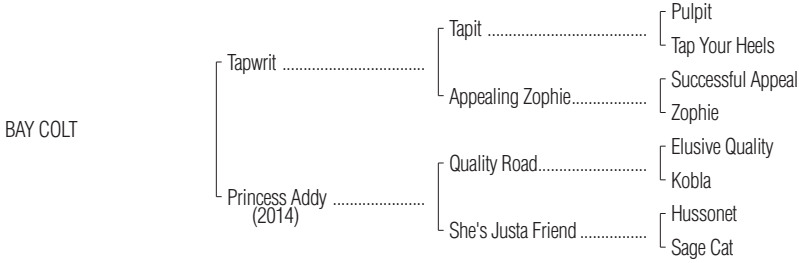 Pulpit
Tapit ....................................
Tap Your Heels
Tapwrit ................................
Successful Appeal
Appealing Zophie.................
Zophie
BAY COLT
Elusive Quality
Quality Road.........................
Kobla
Princess Addy .....................
(2014)
Hussonet
She's Justa Friend ...............
Sage Cat